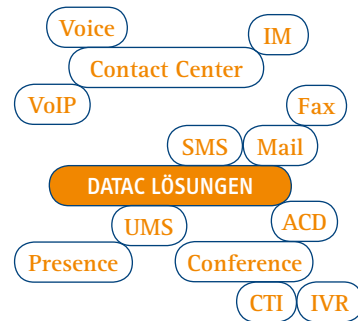 Voice
IM
Contact Center
VoIP
Fax
SMS
Mail
DATAC LÖSUNGEN
UMS
ACD
Presence
Conference
CTI
IVR